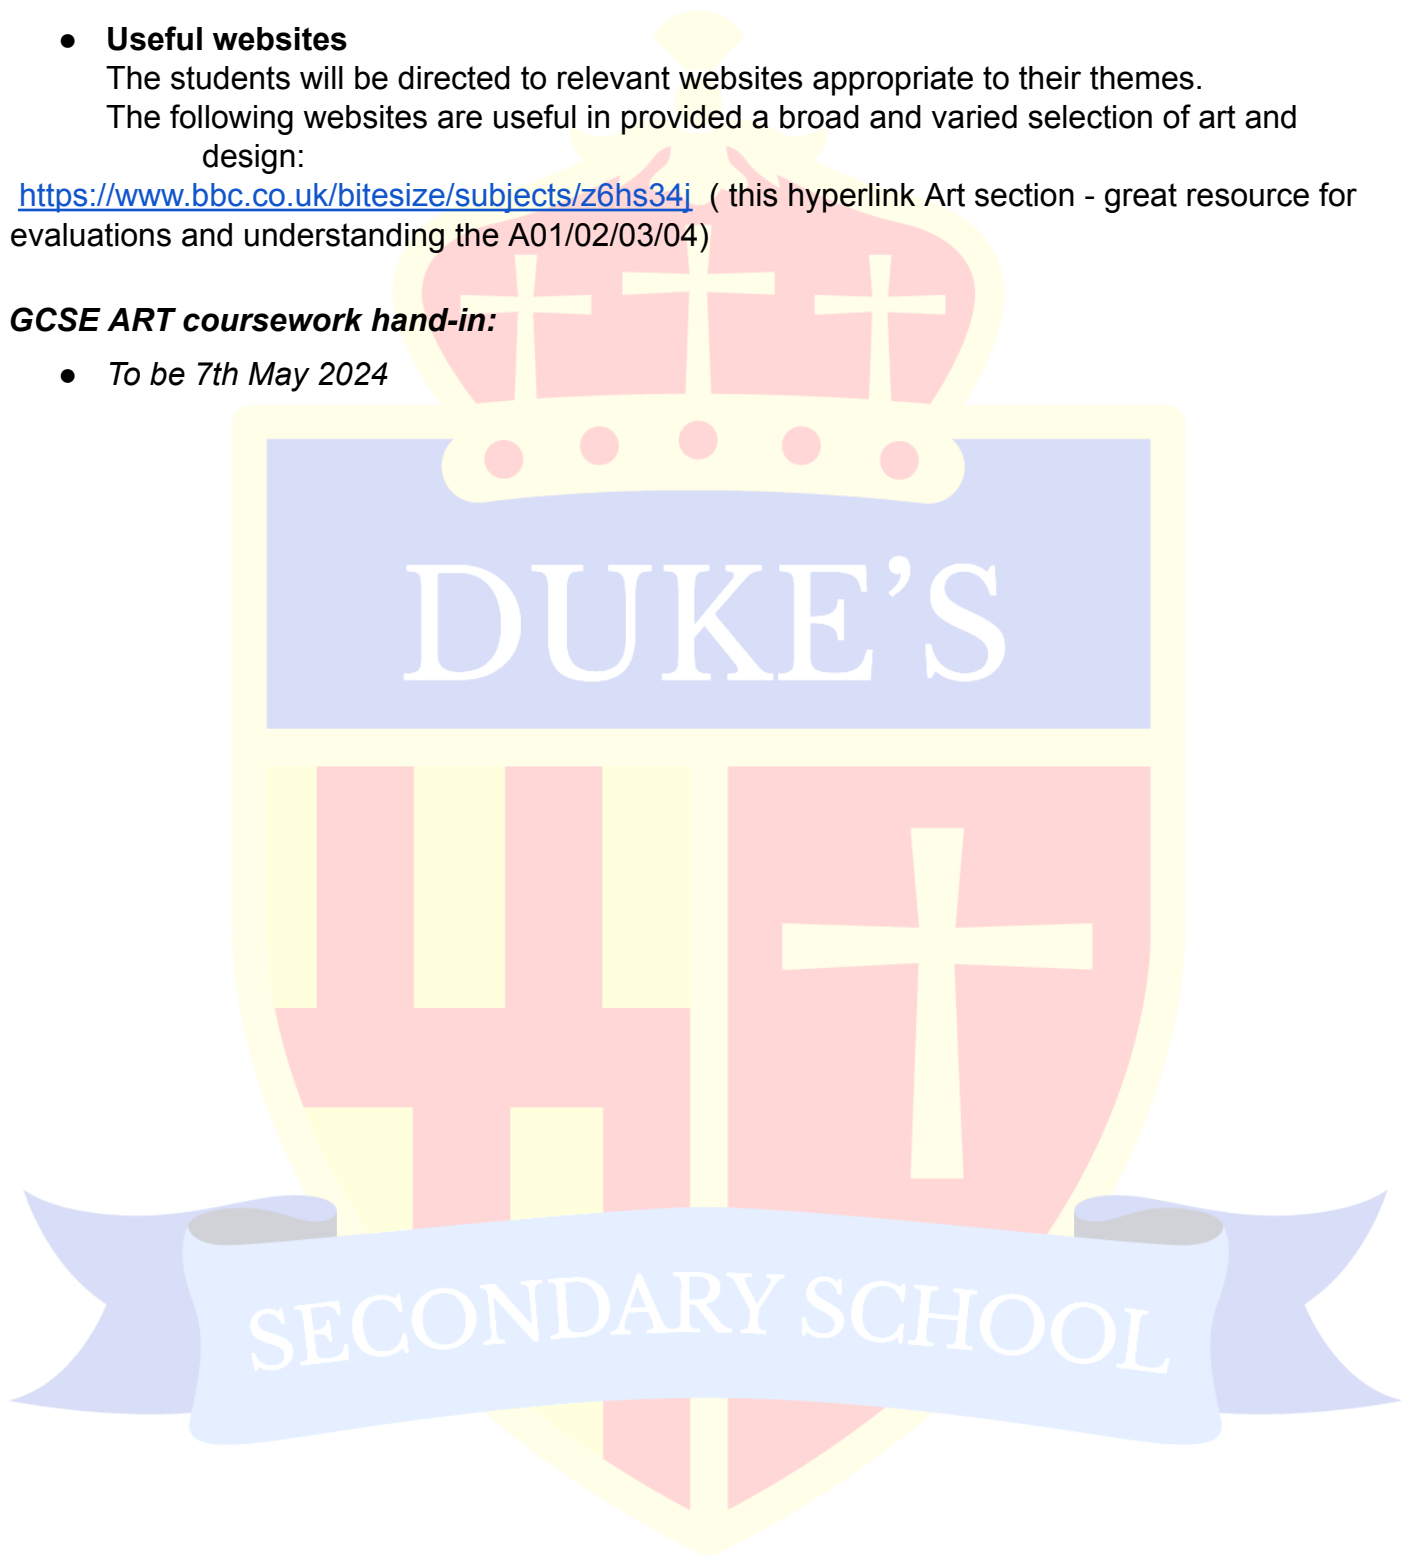 ● Useful websites
The students will be directed to relevant websites appropriate to their themes.
The following websites are useful in provided a broad and varied selection of art and
design:
https://www.bbc.co.uk/bitesize/subjects/z6hs34j ( this hyperlink Art section - great resource for
evaluations and understanding the A01/02/03/04)
GCSE ART coursework hand-in:
● To be 7th May 2024
DUKE’S
SECONDARY SCHOOL